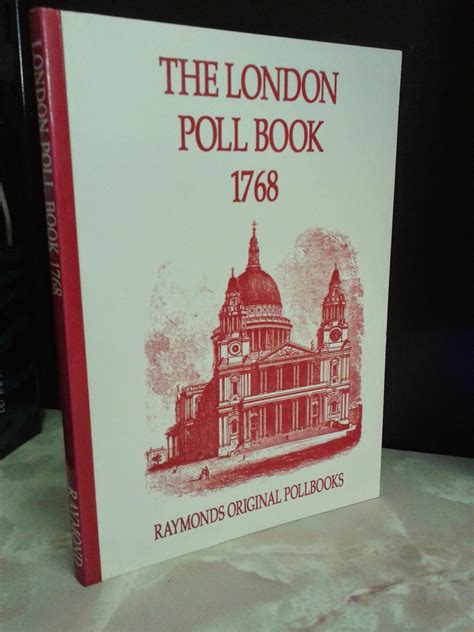 THE LONDON
POLL BOOK
1768
RAYMONDS ORIGINAL POLLBOOKS
LONDON POLL BOOK 1768
RAYMOND